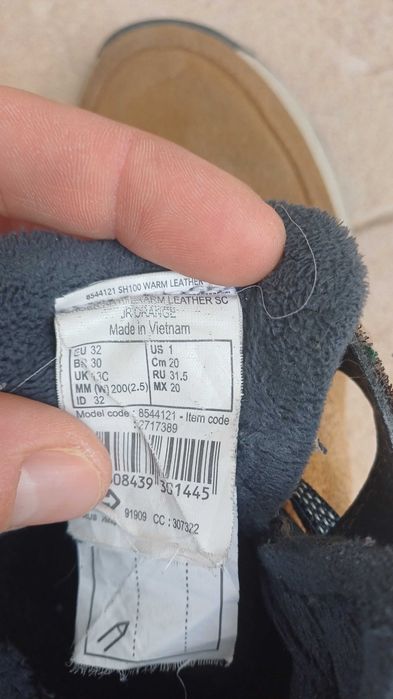 8544121 SH100 WARM LEATHER
WARM LEATHER SC
JR ORANGE
Made in Vietnam
EU 32 US 1
BR 30 Cm 20
UK 13C RU 31.5
MM (W) 200(2.5) MX 20
ID 32
Model code : 8544121 - Item code
2717389
08439 361445
91909 CC : 307322